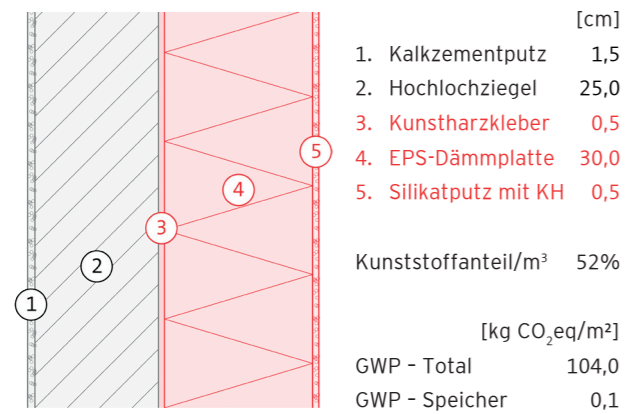 [cm]
1. Kalkzementputz 1,5
2. Hochlochziegel 25,0
3. Kunstharzkleber 0,5
4. EPS-Dämmplatte 30,0
5. Silikatputz mit KH 0,5
Kunststoffanteil/m³ 52%
[kg CO₂eq/m²]
GWP – Total 104,0
GWP – Speicher 0,1
5
4
3
2
1